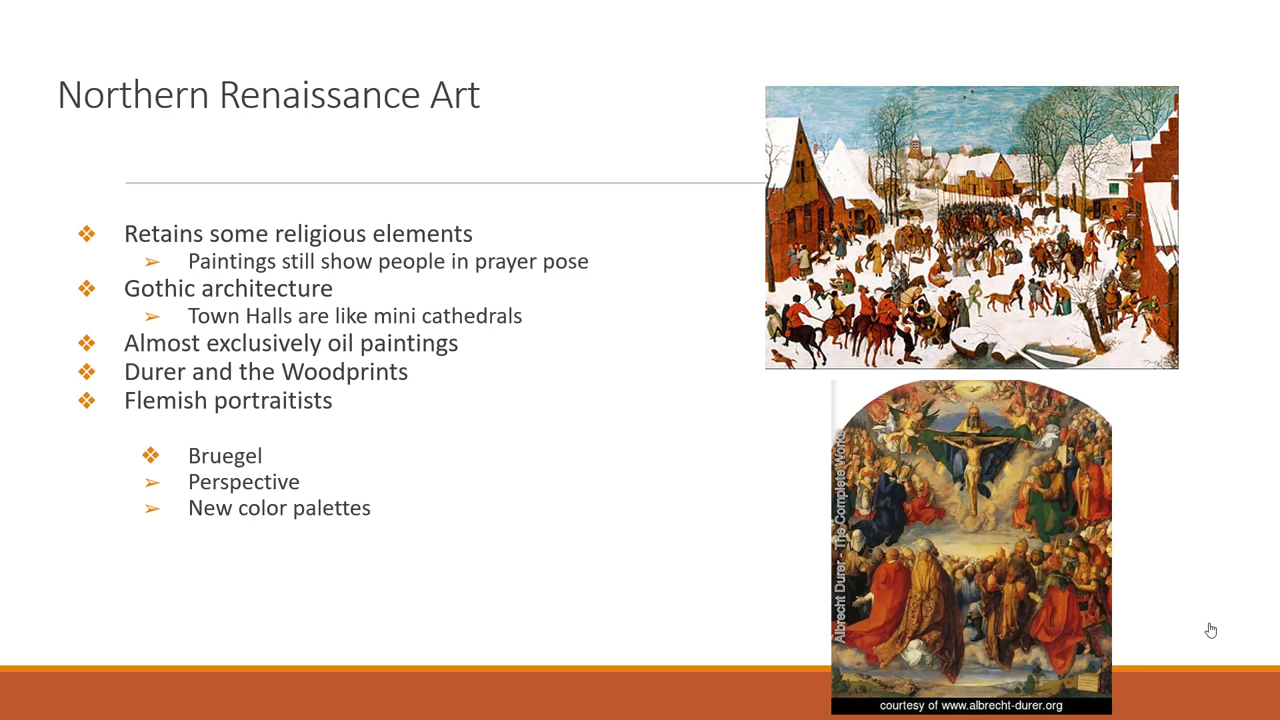 Northern Renaissance Art
Retains some religious elements
Paintings still show people in prayer pose
Gothic architecture
Town Halls are like mini cathedrals
Almost exclusively oil paintings
Durer and the Woodprints
Flemish portraitists
Bruegel
Perspective
New color palettes
Albrecht Durer - The Complete Works
courtesy of www.albrecht-durer.org